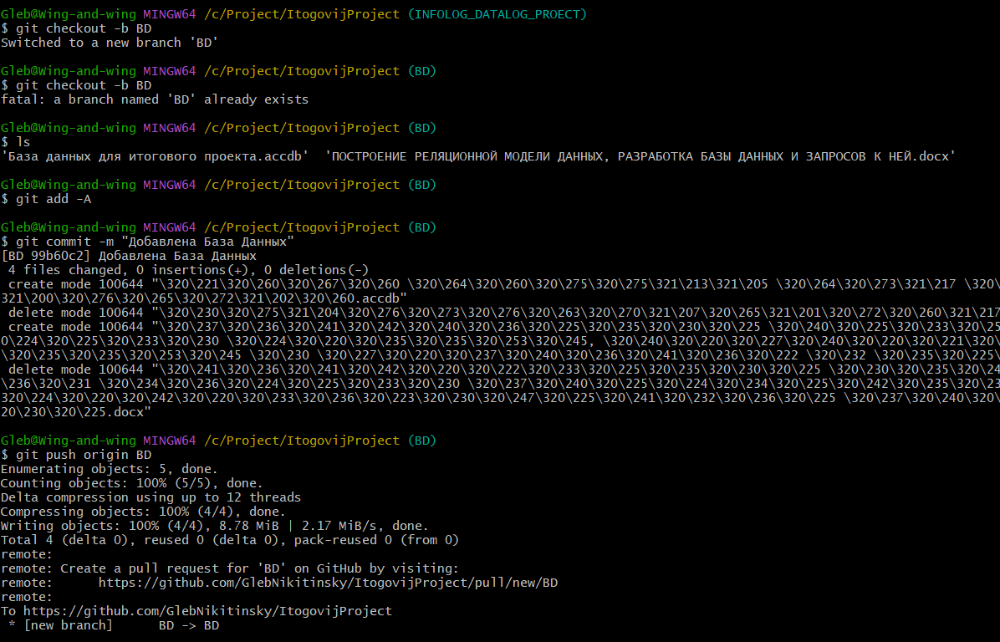 Gleb@Wing-and-wing MINGW64 /c/Project/ItogovijProject (INFOLOG_DATALOG_PROECT)
$ git checkout -b BD
Switched to a new branch 'BD'
Gleb@Wing-and-wing MINGW64 /c/Project/ItogovijProject (BD)
$ git checkout -b BD
fatal: a branch named 'BD' already exists
Gleb@Wing-and-wing MINGW64 /c/Project/ItogovijProject (BD)
$ ls
'База данных для итогового проекта.accdb'  'ПОСТРОЕНИЕ РЕЛЯЦИОННОЙ МОДЕЛИ ДАННЫХ, РАЗРАБОТКА БАЗЫ ДАННЫХ И ЗАПРОСОВ К НЕЙ.docx'
Gleb@Wing-and-wing MINGW64 /c/Project/ItogovijProject (BD)
$ git add -A
Gleb@Wing-and-wing MINGW64 /c/Project/ItogovijProject (BD)
$ git commit -m "Добавлена База Данных"
[BD 99b60c2] Добавлена База Данных
 4 files changed, 0 insertions(+), 0 deletions(-)
 create mode 100644 "\320\221\320\260\320\267\320\260 \320\264\320\260\320\275\320\275\321\213\321\205 \320\264\320\273\321\217 \320\
321\200\320\276\320\265\320\272\321\202\320\260.accdb"
 delete mode 100644 "\320\230\320\275\321\204\320\276\320\273\320\276\320\263\320\270\321\207\320\265\321\201\320\272\320\260\321\217
 create mode 100644 "\320\237\320\236\320\241\320\242\320\240\320\236\320\225\320\235\320\230\320\225 \320\240\320\225\320\233\320\25
0\224\320\225\320\233\320\230 \320\224\320\220\320\235\320\235\320\253\320\245, \320\240\320\220\320\227\320\240\320\220\320\221\320\
\320\235\320\235\320\253\320\245 \320\230 \320\227\320\220\320\237\320\240\320\236\320\241\320\236\320\222 \320\232 \320\235\320\225\
 delete mode 100644 "\320\241\320\236\320\241\320\242\320\220\320\222\320\233\320\225\320\235\320\230\320\225 \320\230\320\235\320\24
\236\320\231 \320\234\320\236\320\224\320\225\320\233\320\230 \320\237\320\240\320\225\320\224\320\234\320\225\320\242\320\235\320\23
320\224\320\220\320\242\320\220\320\233\320\236\320\223\320\230\320\247\320\225\320\241\320\232\320\236\320\225 \320\237\320\240\320\
20\230\320\225.docx"
Gleb@Wing-and-wing MINGW64 /c/Project/ItogovijProject (BD)
$ git push origin BD
Enumerating objects: 5, done.
Counting objects: 100% (5/5), done.
Delta compression using up to 12 threads
Compressing objects: 100% (4/4), done.
Writing objects: 100% (4/4), 8.78 MiB | 2.17 MiB/s, done.
Total 4 (delta 0), reused 0 (delta 0), pack-reused 0 (from 0)
remote:
remote: Create a pull request for 'BD' on GitHub by visiting:
remote:      https://github.com/GlebNikitinsky/ItogovijProject/pull/new/BD
remote:
To https://github.com/GlebNikitinsky/ItogovijProject
 * [new branch]      BD -> BD